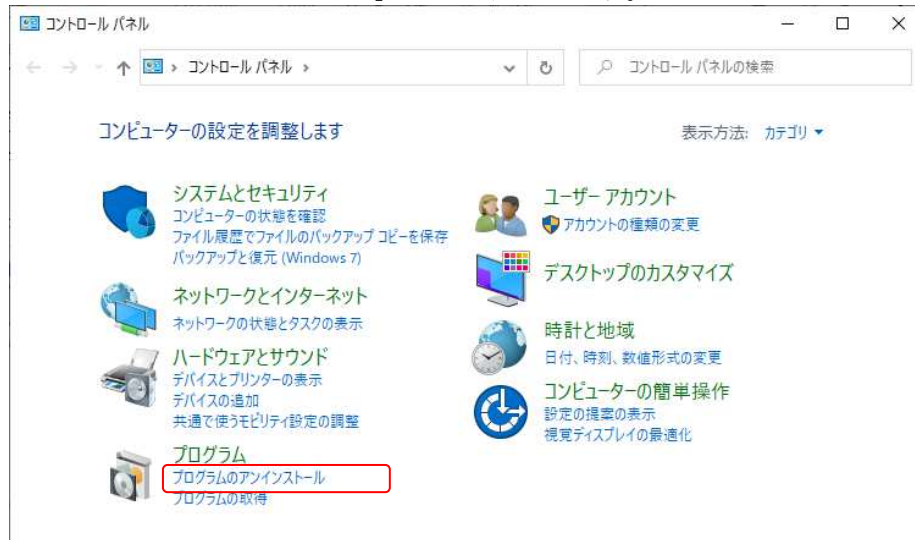 コントロール パネル
コントロール パネル
コントロール パネルの検索
コンピューターの設定を調整します
表示方法: カテゴリ
システムとセキュリティ
コンピューターの状態を確認
ファイル履歴でファイルのバックアップ コピーを保存
バックアップと復元 (Windows 7)
ネットワークとインターネット
ネットワークの状態とタスクの表示
ハードウェアとサウンド
デバイスとプリンターの表示
デバイスの追加
共通で使うモビリティ設定の調整
プログラム
プログラムのアンインストール
プログラムの取得
ユーザー アカウント
アカウントの種類の変更
デスクトップのカスタマイズ
時計と地域
日付、時刻、数値形式の変更
コンピューターの簡単操作
設定の提案の表示
視覚ディスプレイの最適化